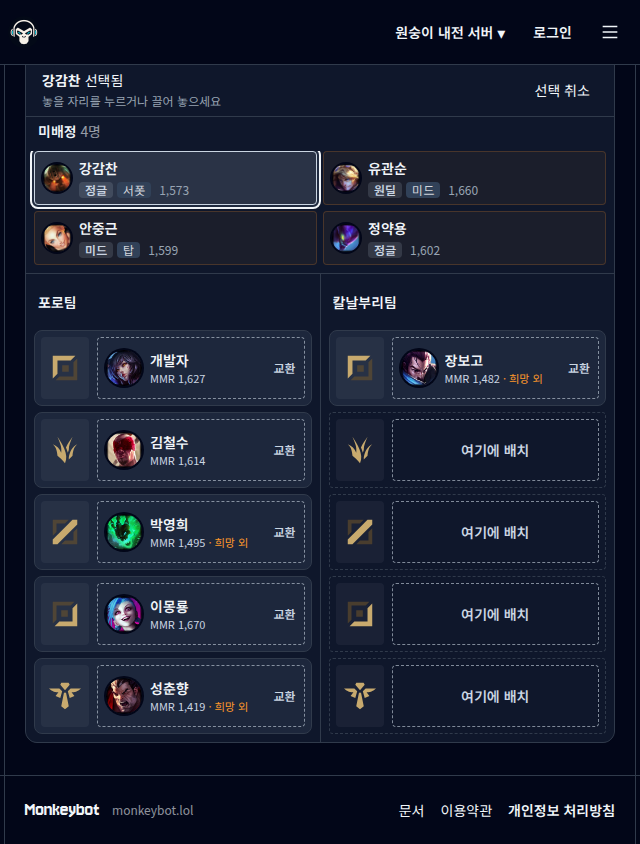 원숭이 내전 서버 ▾ 로그인
강감찬 선택됨
놓을 자리를 누르거나 끌어 놓으세요
선택 취소
미배정 4명
강감찬
정글 서폿 1,573
유관순
원딜 미드 1,660
안중근
미드 탑 1,599
정약용
정글 1,602
포로팀
개발자
MMR 1,627
교환
김철수
MMR 1,614
교환
박영희
MMR 1,495 · 희망 외
교환
이몽룡
MMR 1,670
교환
성춘향
MMR 1,419 · 희망 외
교환
칼날부리팀
장보고
MMR 1,482 · 희망 외
교환
여기에 배치
여기에 배치
여기에 배치
여기에 배치
Monkeybot monkeybot.lol
문서 이용약관 개인정보 처리방침